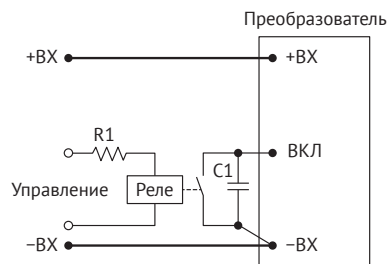 Преобразователь
+ВХ +ВХ
R1
ВКЛ
C1
Управление Реле
−ВХ −ВХ